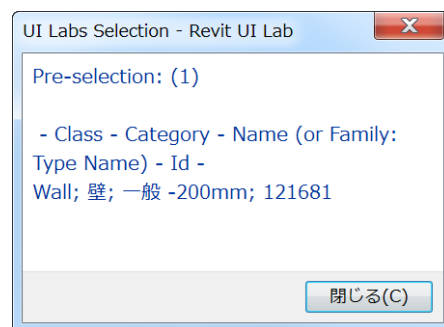 UI Labs Selection - Revit UI Lab
Pre-selection: (1)
- Class - Category - Name (or Family:
Type Name) - Id -
Wall; 壁; 一般 -200mm; 121681
閉じる(C)